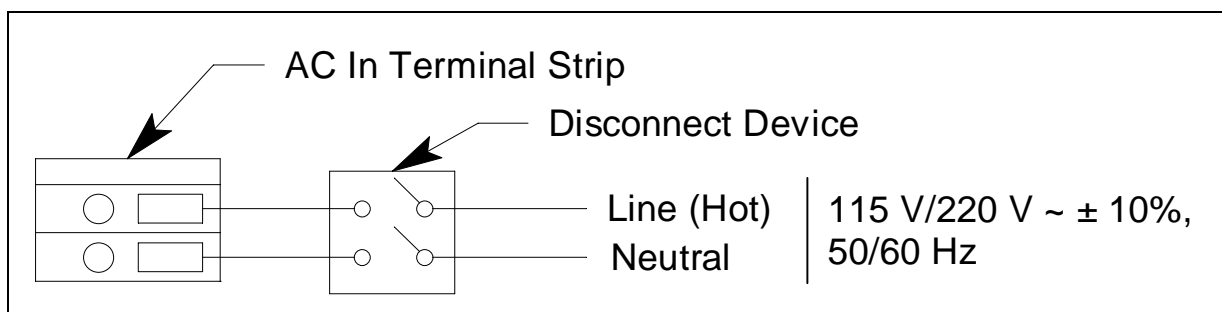 AC In Terminal Strip
Disconnect Device
Line (Hot)
Neutral
115 V/220 V ~ ± 10%,
50/60 Hz